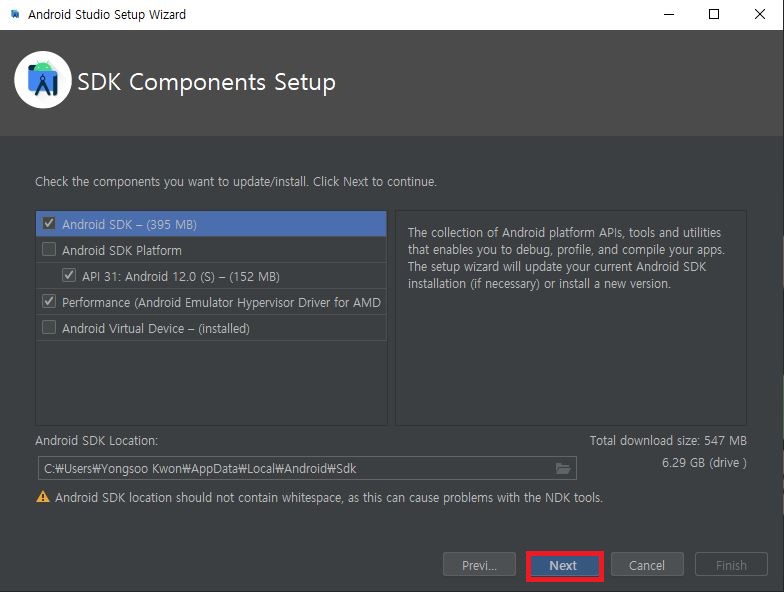 Android Studio Setup Wizard
SDK Components Setup
Check the components you want to update/install. Click Next to continue.
Android SDK – (395 MB)
Android SDK Platform
API 31: Android 12.0 (S) – (152 MB)
Performance (Android Emulator Hypervisor Driver for AMD
Android Virtual Device – (installed)
The collection of Android platform APIs, tools and utilities
that enables you to debug, profile, and compile your apps.
The setup wizard will update your current Android SDK
installation (if necessary) or install a new version.
Android SDK Location:
Total download size: 547 MB
C:₩Users₩Yongsoo Kwon₩AppData₩Local₩Android₩Sdk
6.29 GB (drive )
Android SDK location should not contain whitespace, as this can cause problems with the NDK tools.
Previ... Next Cancel Finish